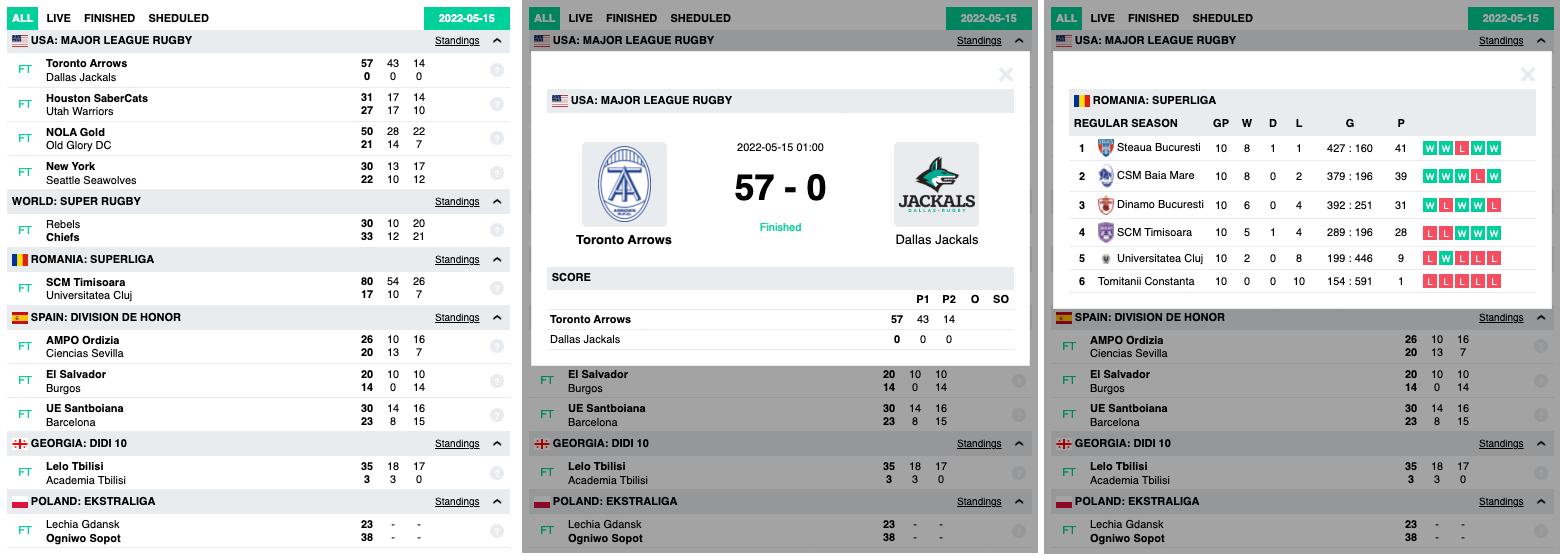 ALL LIVE FINISHED SHEDULED 2022-05-15
USA: MAJOR LEAGUE RUGBY Standings
FT Toronto Arrows 57 43 14
Dallas Jackals 0 0 0 ?
FT Houston SaberCats 31 17 14
Utah Warriors 27 17 10 ?
FT NOLA Gold 50 28 22
Old Glory DC 21 14 7 ?
FT New York 30 13 17
Seattle Seawolves 22 10 12 ?
WORLD: SUPER RUGBY Standings
FT Rebels 30 10 20
Chiefs 33 12 21 ?
ROMANIA: SUPERLIGA Standings
FT SCM Timisoara 80 54 26
Universitatea Cluj 17 10 7 ?
SPAIN: DIVISION DE HONOR Standings
FT AMPO Ordizia 26 10 16
Ciencias Sevilla 20 13 7 ?
FT El Salvador 20 10 10
Burgos 14 0 14 ?
FT UE Santboiana 30 14 16
Barcelona 23 8 15 ?
GEORGIA: DIDI 10 Standings
FT Lelo Tbilisi 35 18 17
Academia Tbilisi 3 3 0 ?
POLAND: EKSTRALIGA Standings
FT Lechia Gdansk 23 - -
Ogniwo Sopot 38 - - ?
ALL LIVE FINISHED SHEDULED 2022-05-15
USA: MAJOR LEAGUE RUGBY Standings
USA: MAJOR LEAGUE RUGBY
2022-05-15 01:00
57 - 0
Finished
JACKALS
DALLAS•RUGBY
Toronto Arrows Dallas Jackals
SCORE
P1 P2 O SO
Toronto Arrows 57 43 14
Dallas Jackals 0 0 0
FT El Salvador 20 10 10
Burgos 14 0 14 ?
FT UE Santboiana 30 14 16
Barcelona 23 8 15 ?
GEORGIA: DIDI 10 Standings
FT Lelo Tbilisi 35 18 17
Academia Tbilisi 3 3 0 ?
POLAND: EKSTRALIGA Standings
FT Lechia Gdansk 23 - -
Ogniwo Sopot 38 - - ?
ALL LIVE FINISHED SHEDULED 2022-05-15
USA: MAJOR LEAGUE RUGBY Standings
ROMANIA: SUPERLIGA
REGULAR SEASON GP W D L G P
1 Steaua Bucuresti 10 8 1 1 427 : 160 41 W W L W W
2 CSM Baia Mare 10 8 0 2 379 : 196 39 W W W L W
3 Dinamo Bucuresti 10 6 0 4 392 : 251 31 W L W W L
4 SCM Timisoara 10 5 1 4 289 : 196 28 L L W W W
5 Universitatea Cluj 10 2 0 8 199 : 446 9 L W L L L
6 Tomitanii Constanta 10 0 0 10 154 : 591 1 L L L L L
SPAIN: DIVISION DE HONOR Standings
FT AMPO Ordizia 26 10 16
Ciencias Sevilla 20 13 7 ?
FT El Salvador 20 10 10
Burgos 14 0 14 ?
FT UE Santboiana 30 14 16
Barcelona 23 8 15 ?
GEORGIA: DIDI 10 Standings
FT Lelo Tbilisi 35 18 17
Academia Tbilisi 3 3 0 ?
POLAND: EKSTRALIGA Standings
FT Lechia Gdansk 23 - -
Ogniwo Sopot 38 - - ?